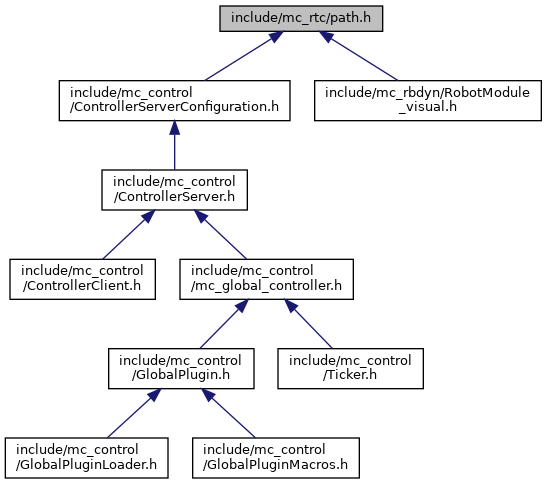 include/mc_rtc/path.h
include/mc_control
/ControllerServerConfiguration.h
include/mc_rbdyn/RobotModule
_visual.h
include/mc_control
/ControllerServer.h
include/mc_control
/ControllerClient.h
include/mc_control
/mc_global_controller.h
include/mc_control
/GlobalPlugin.h
include/mc_control
/Ticker.h
include/mc_control
/GlobalPluginLoader.h
include/mc_control
/GlobalPluginMacros.h